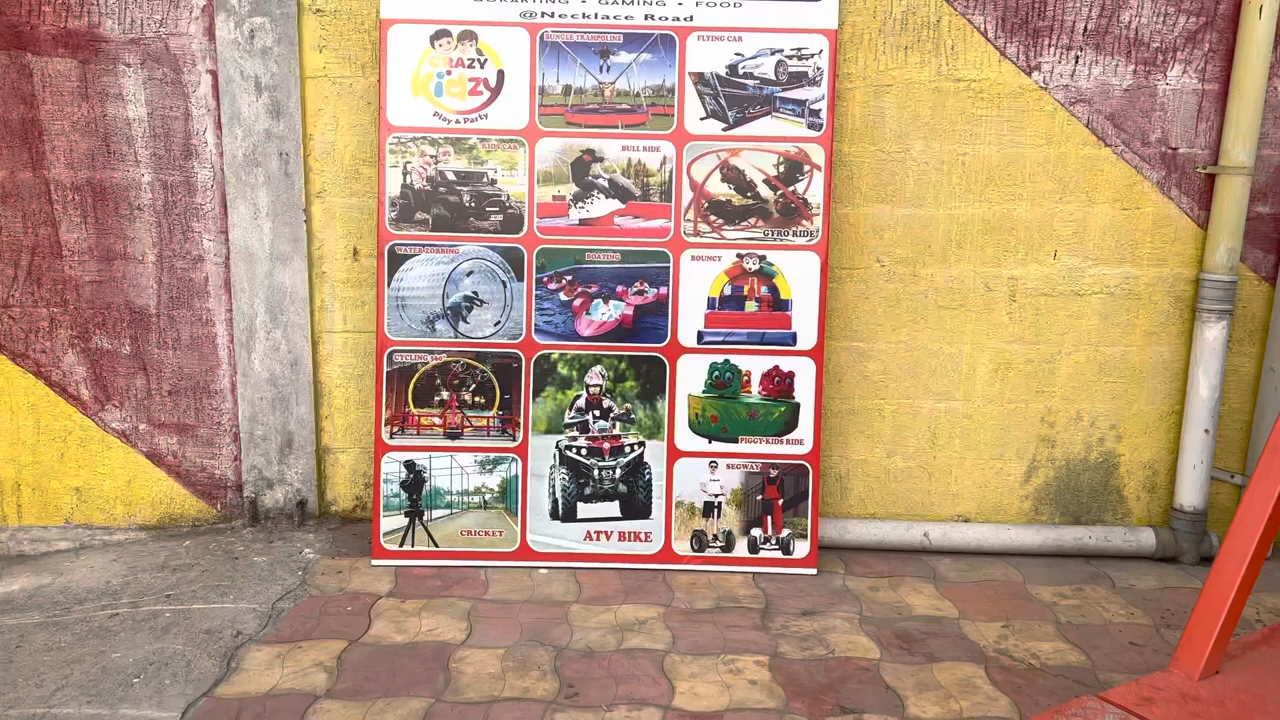 GOKARTING • GAMING • FOOD
@Necklace Road
CRAZY
kidzy
Play & Party
BUNGEE TRAMPOLINE
FLYING CAR
KIDS CAR
BULL RIDE
GYRO RIDE
WATER ZORBING
BOATING
BOUNCY
CYCLING 360°
ATV BIKE
PIGGY-KIDS RIDE
CRICKET
SEGWAY